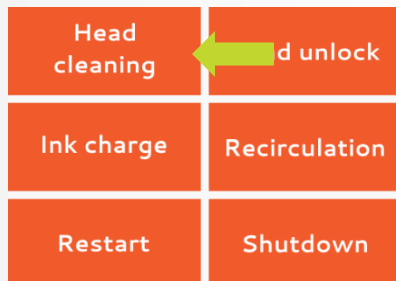 Head
cleaning
d unlock
Ink charge
Recirculation
Restart
Shutdown